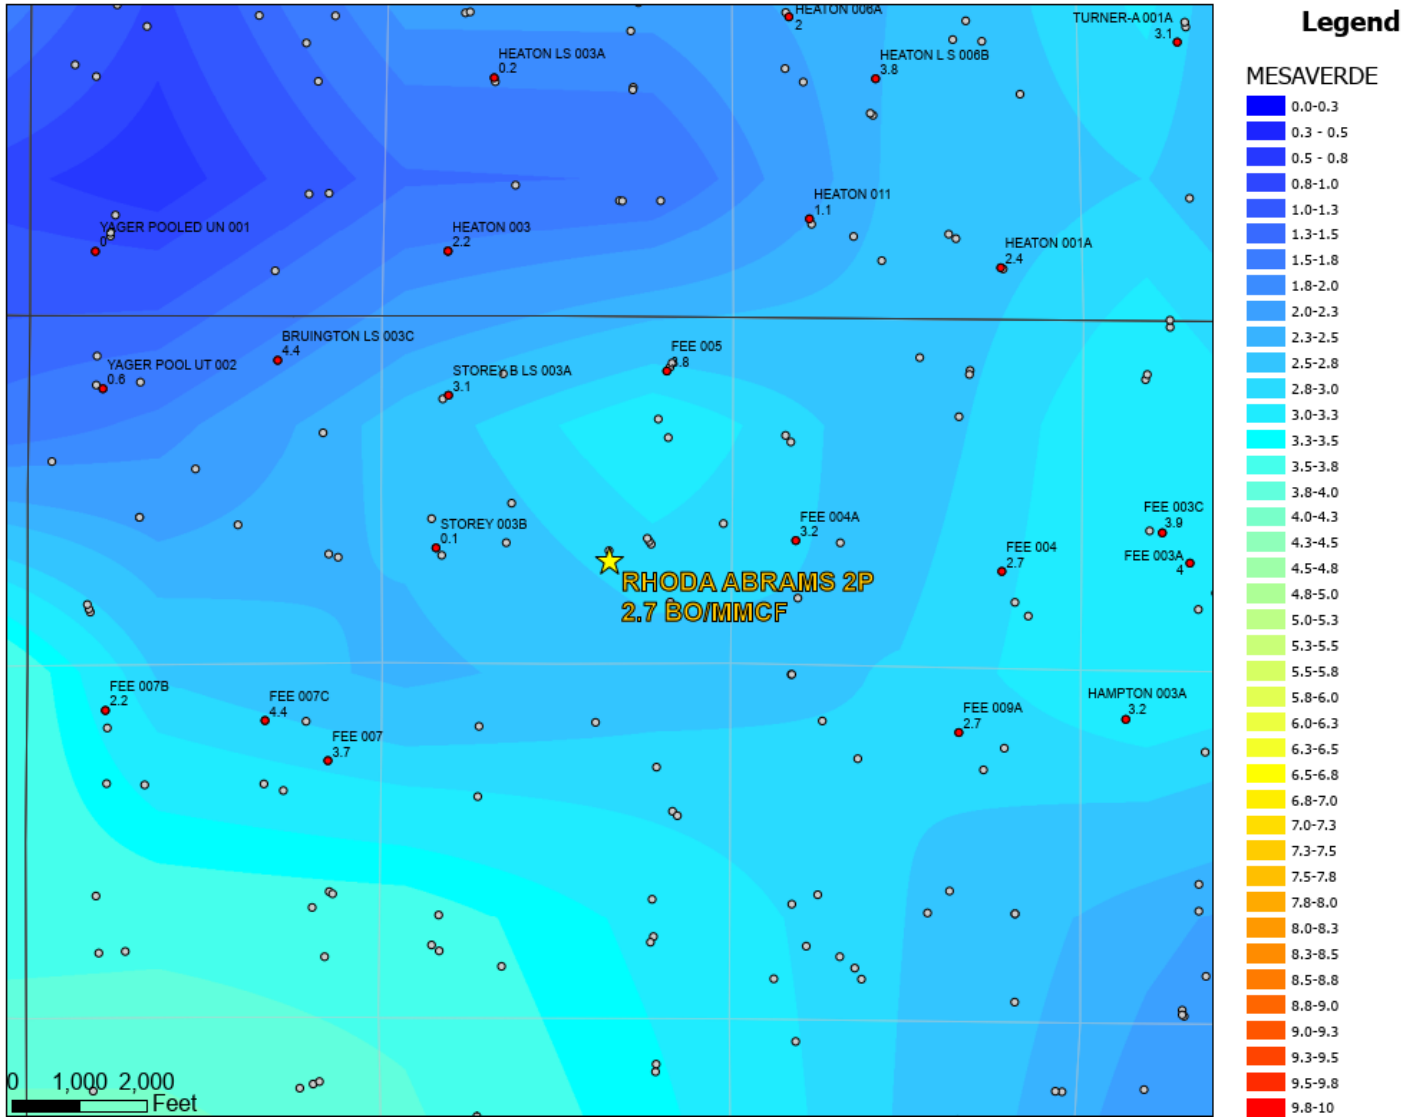 HEATON 006A
2
TURNER-A 001A
3.1
HEATON LS 003A
0.2
HEATON L S 006B
3.8
HEATON 011
1.1
YAGER POOLED UN 001
0
HEATON 003
2.2
HEATON 001A
2.4
BRUINGTON LS 003C
4.4
YAGER POOL UT 002
0.6
STOREY B LS 003A
3.1
FEE 005
3.8
STOREY 003B
0.1
FEE 004A
3.2
FEE 004
2.7
FEE 003C
3.9
FEE 003A
4
RHODA ABRAMS 2P
2.7 BO/MMCF
FEE 007B
2.2
FEE 007C
4.4
FEE 007
3.7
FEE 009A
2.7
HAMPTON 003A
3.2
0 1,000 2,000
Feet
Legend
MESAVERDE
0.0-0.3
0.3 - 0.5
0.5 - 0.8
0.8-1.0
1.0-1.3
1.3-1.5
1.5-1.8
1.8-2.0
2.0-2.3
2.3-2.5
2.5-2.8
2.8-3.0
3.0-3.3
3.3-3.5
3.5-3.8
3.8-4.0
4.0-4.3
4.3-4.5
4.5-4.8
4.8-5.0
5.0-5.3
5.3-5.5
5.5-5.8
5.8-6.0
6.0-6.3
6.3-6.5
6.5-6.8
6.8-7.0
7.0-7.3
7.3-7.5
7.5-7.8
7.8-8.0
8.0-8.3
8.3-8.5
8.5-8.8
8.8-9.0
9.0-9.3
9.3-9.5
9.5-9.8
9.8-10